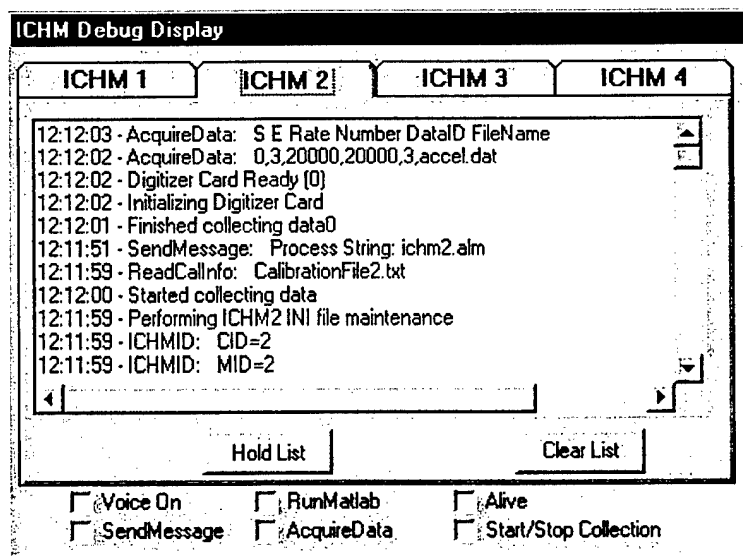 ICHM Debug Display
ICHM 1 ICHM 2 ICHM 3 ICHM 4
12:12:03 - AcquireData: S E Rate Number DataID FileName
12:12:02 - AcquireData: 0,3,20000,20000,3,accel.dat
12:12:02 - Digitizer Card Ready (0)
12:12:02 - Initializing Digitizer Card
12:12:01 - Finished collecting data0
12:11:51 - SendMessage: Process String: ichm2.alm
12:11:59 - ReadCalInfo: CalibrationFile2.txt
12:12:00 - Started collecting data
12:11:59 - Performing ICHM2 INI file maintenance
12:11:59 - ICHMID: CID=2
12:11:59 - ICHMID: MID=2
Hold List Clear List
Voice On RunMatlab Alive
SendMessage AcquireData Start/Stop Collection